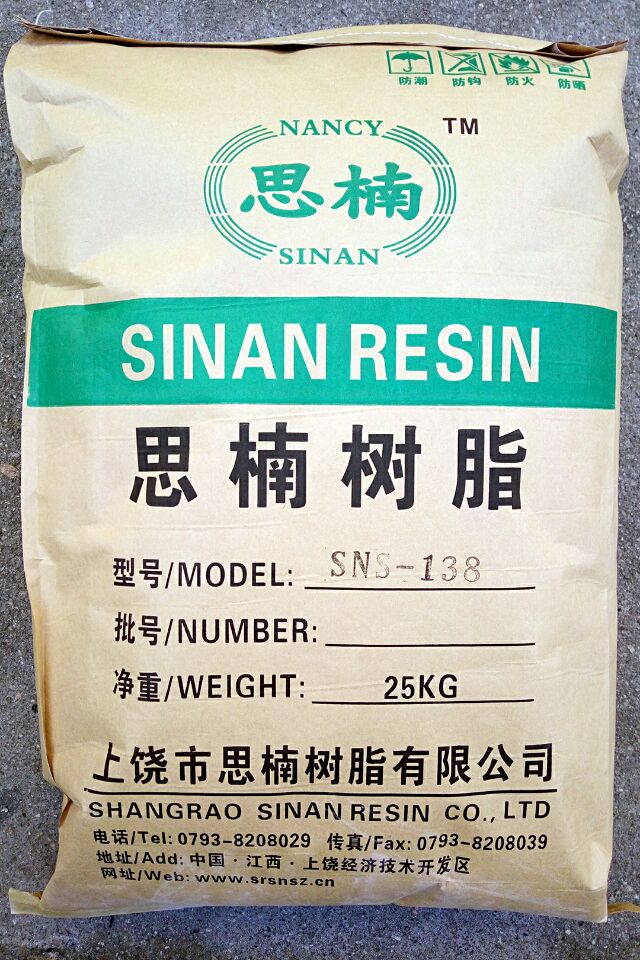 防潮 防钩 防火 防晒
NANCY TM
思楠
SINAN
SINAN RESIN
思楠树脂
型号/MODEL: SNS-138
批号/NUMBER:
净重/WEIGHT: 25KG
上饶市思楠树脂有限公司
SHANGRAO SINAN RESIN CO., LTD
电话/Tel: 0793-8208029 传真/Fax: 0793-8208039
地址/Add: 中国·江西·上饶经济技术开发区
网址/Web: www.srsnsz.cn